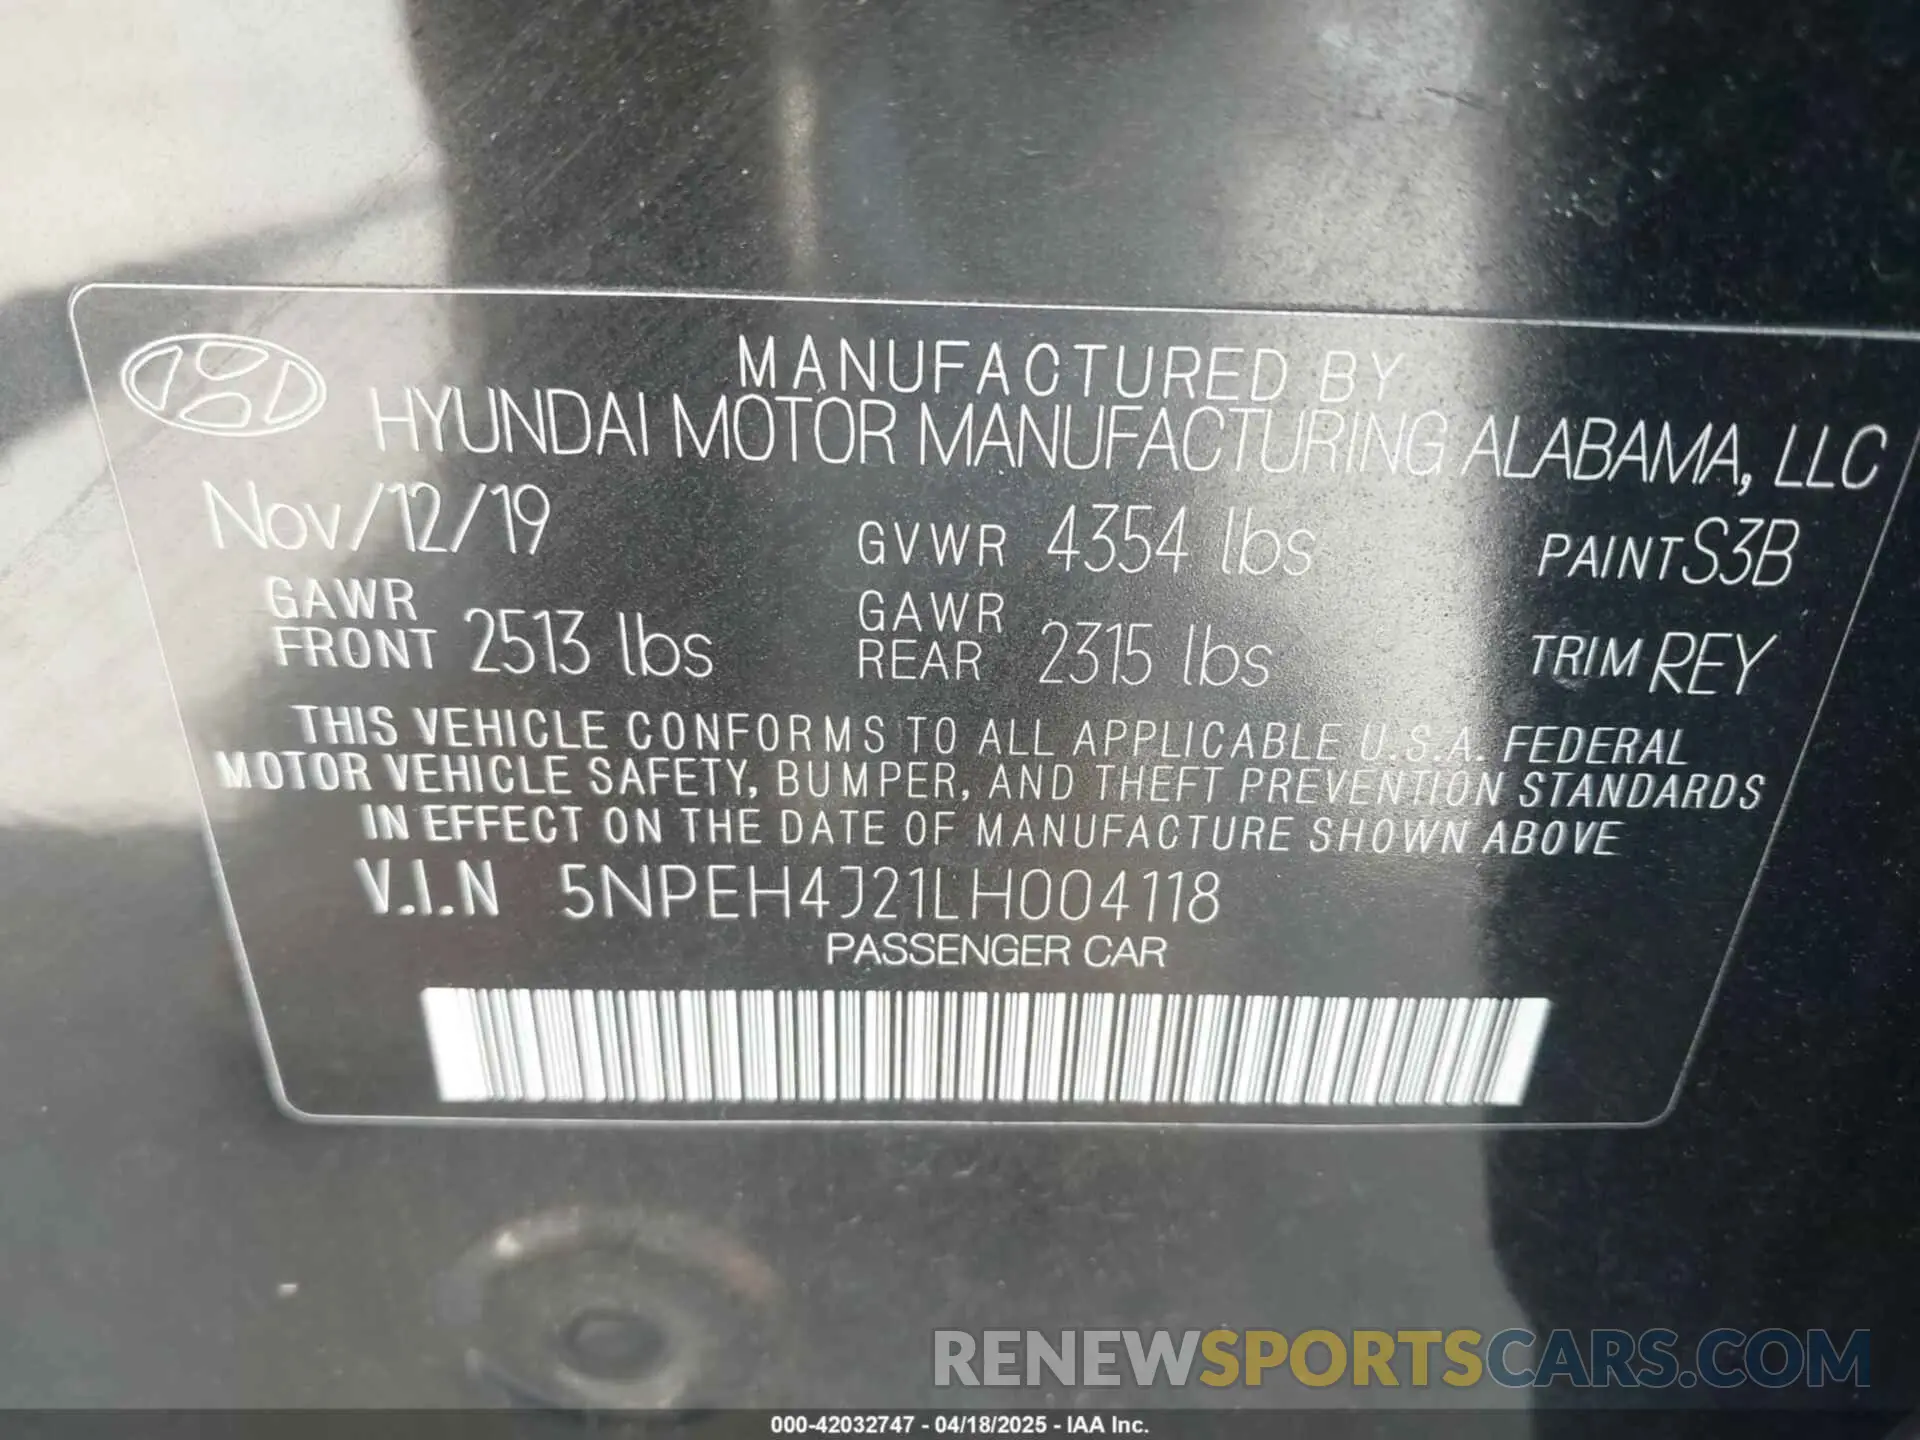 MANUFACTURED BY
HYUNDAI MOTOR MANUFACTURING ALABAMA, LLC
Nov/12/19 GVWR 4354 lbs PAINT S3B
GAWR FRONT 2513 lbs GAWR REAR 2315 lbs TRIM REY
THIS VEHICLE CONFORMS TO ALL APPLICABLE U.S.A. FEDERAL
MOTOR VEHICLE SAFETY, BUMPER, AND THEFT PREVENTION STANDARDS
IN EFFECT ON THE DATE OF MANUFACTURE SHOWN ABOVE
V.I.N 5NPEH4J21LH004118
PASSENGER CAR
RENEWSPORTSCARS.COM
000-42032747 - 04/18/2025 - IAA Inc.